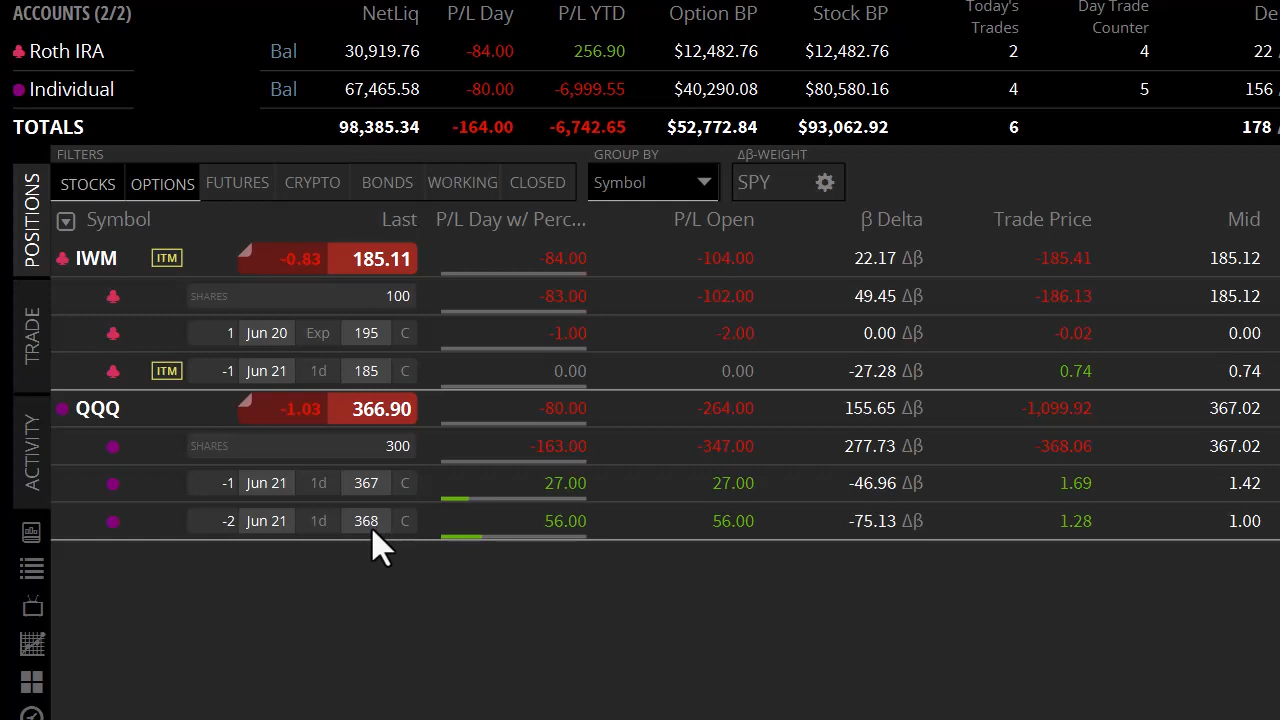 ACCOUNTS (2/2) NetLiq P/L Day P/L YTD Option BP Stock BP Today's Trades Day Trade Counter De
Roth IRA Bal 30,919.76 -84.00 256.90 $12,482.76 $12,482.76 2 4 22
Individual Bal 67,465.58 -80.00 -6,999.55 $40,290.08 $80,580.16 4 5 156 /
TOTALS 98,385.34 -164.00 -6,742.65 $52,772.84 $93,062.92 6 178 /
FILTERS GROUP BY Δβ-WEIGHT
STOCKS OPTIONS FUTURES CRYPTO BONDS WORKING CLOSED Symbol SPY
POSITIONS
TRADE
ACTIVITY
Symbol Last P/L Day w/ Perc... P/L Open β Delta Trade Price Mid
IWM ITM -0.83 185.11 -84.00 -104.00 22.17 Δβ -185.41 185.12
SHARES 100 -83.00 -102.00 49.45 Δβ -186.13 185.12
1 Jun 20 Exp 195 C -1.00 -2.00 0.00 Δβ -0.02 0.00
ITM -1 Jun 21 1d 185 C 0.00 0.00 -27.28 Δβ 0.74 0.74
QQQ -1.03 366.90 -80.00 -264.00 155.65 Δβ -1,099.92 367.02
SHARES 300 -163.00 -347.00 277.73 Δβ -368.06 367.02
-1 Jun 21 1d 367 C 27.00 27.00 -46.96 Δβ 1.69 1.42
-2 Jun 21 1d 368 C 56.00 56.00 -75.13 Δβ 1.28 1.00